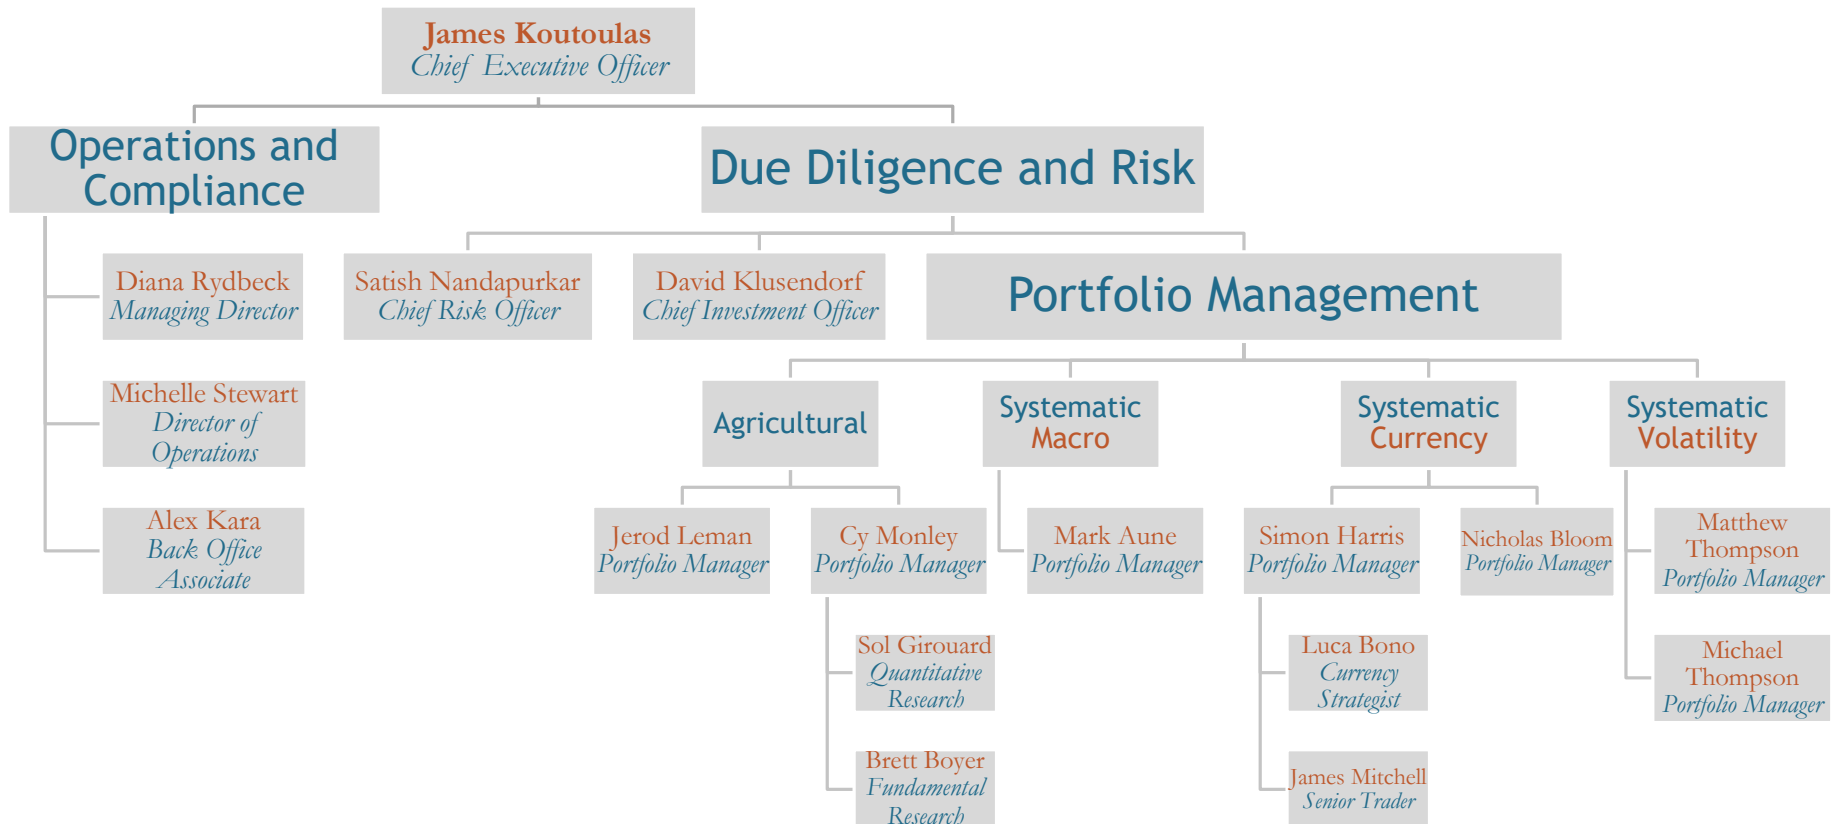 James Koutoulas
Chief Executive Officer
Operations and
Compliance
Due Diligence and Risk
Diana Rydbeck
Managing Director
Satish Nandapurkar
Chief Risk Officer
David Klusendorf
Chief Investment Officer
Portfolio Management
Michelle Stewart
Director of
Operations
Agricultural
Systematic
Macro
Systematic
Currency
Systematic
Volatility
Alex Kara
Back Office
Associate
Jerod Leman
Portfolio Manager
Cy Monley
Portfolio Manager
Mark Aune
Portfolio Manager
Simon Harris
Portfolio Manager
Nicholas Bloom
Portfolio Manager
Matthew
Thompson
Portfolio Manager
Sol Girouard
Quantitative
Research
Luca Bono
Currency
Strategist
Michael
Thompson
Portfolio Manager
Brett Boyer
Fundamental
Research
James Mitchell
Senior Trader